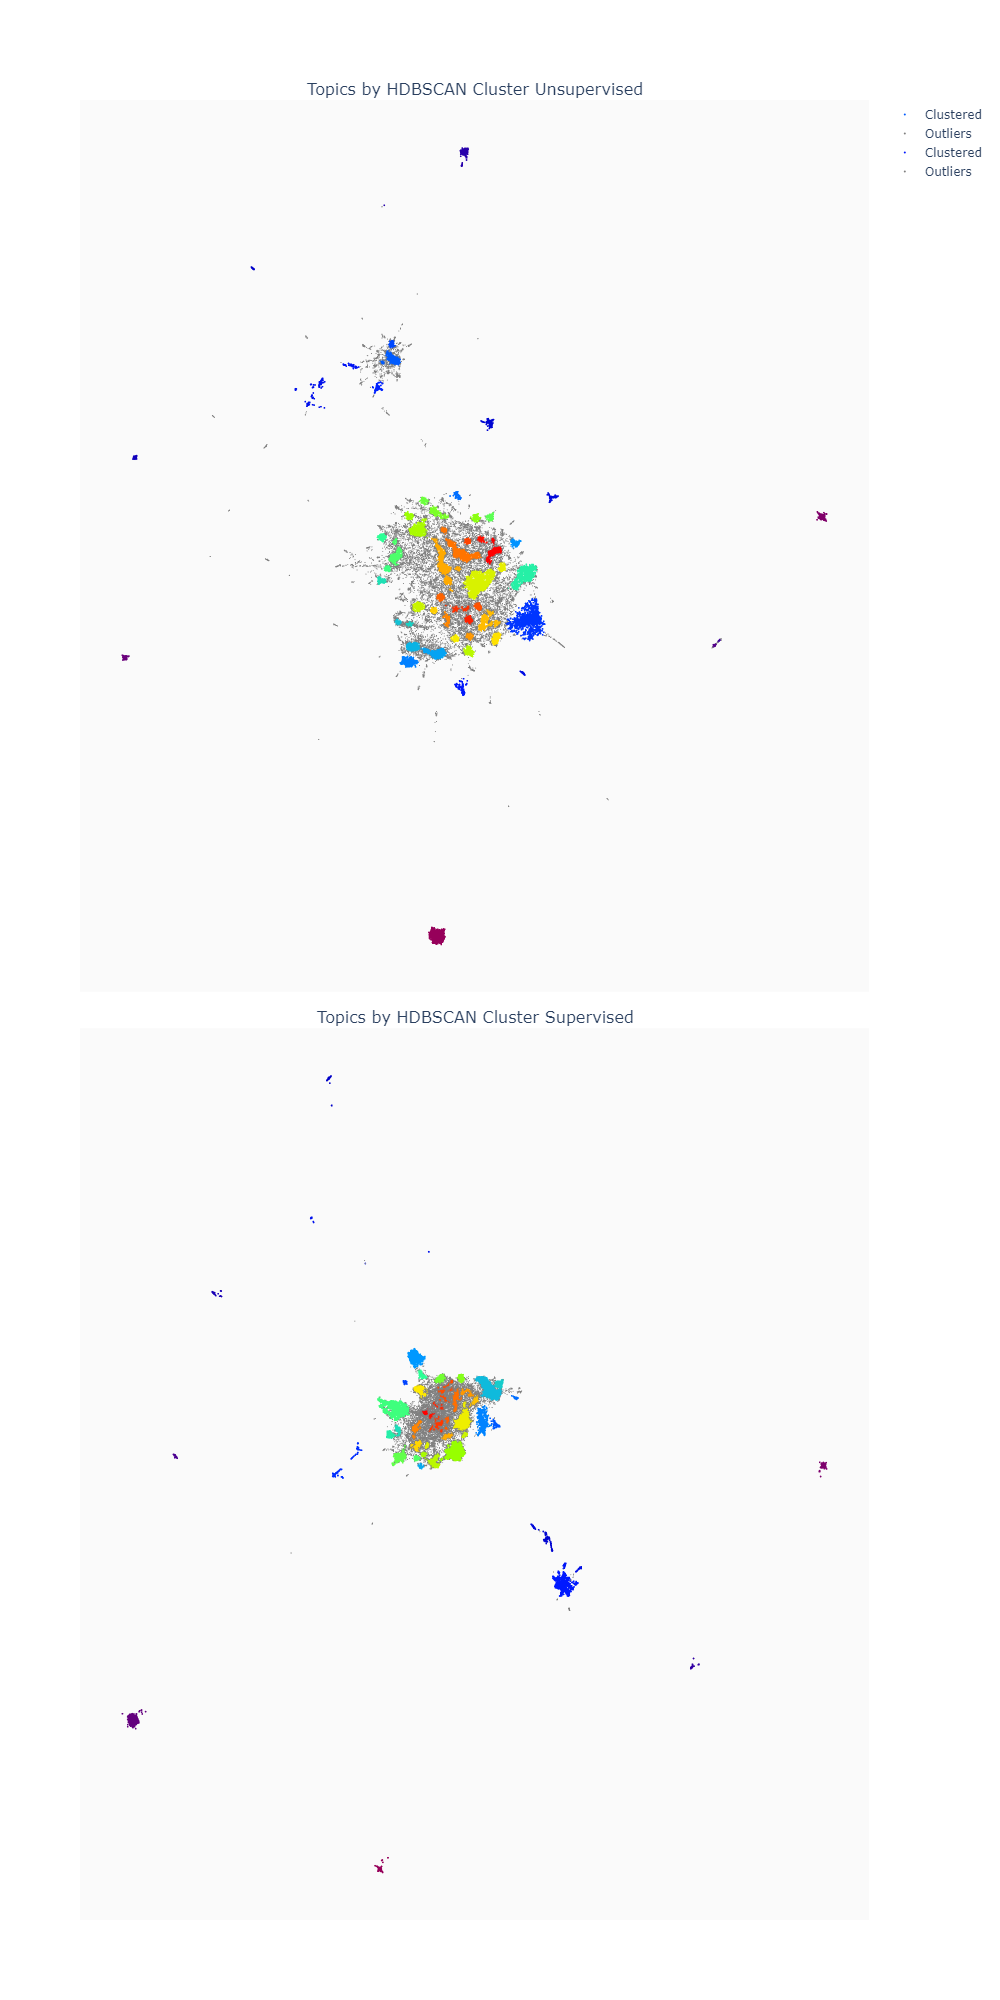 Topics by HDBSCAN Cluster Unsupervised
Clustered
Outliers
Clustered
Outliers
Topics by HDBSCAN Cluster Supervised